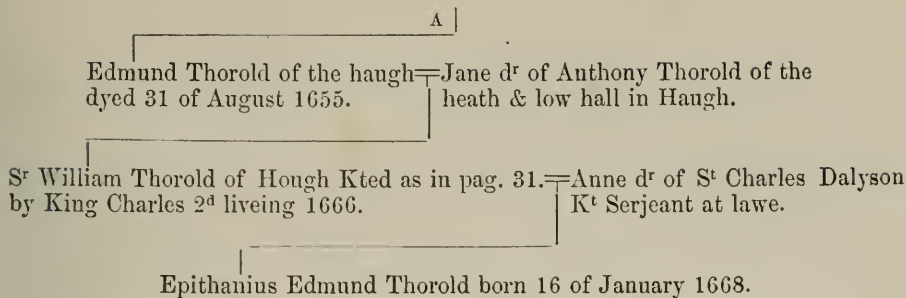 A
Edmund Thorold of the haugh=Jane dʳ of Anthony Thorold of the
dyed 31 of August 1655. heath & low hall in Haugh.
Sʳ William Thorold of Hough Kted as in pag. 31.=Anne dʳ of Sᵗ Charles Dalyson
by King Charles 2ᵈ liveing 1666. Kᵗ Serjeant at lawe.
Epithanius Edmund Thorold born 16 of January 1668.